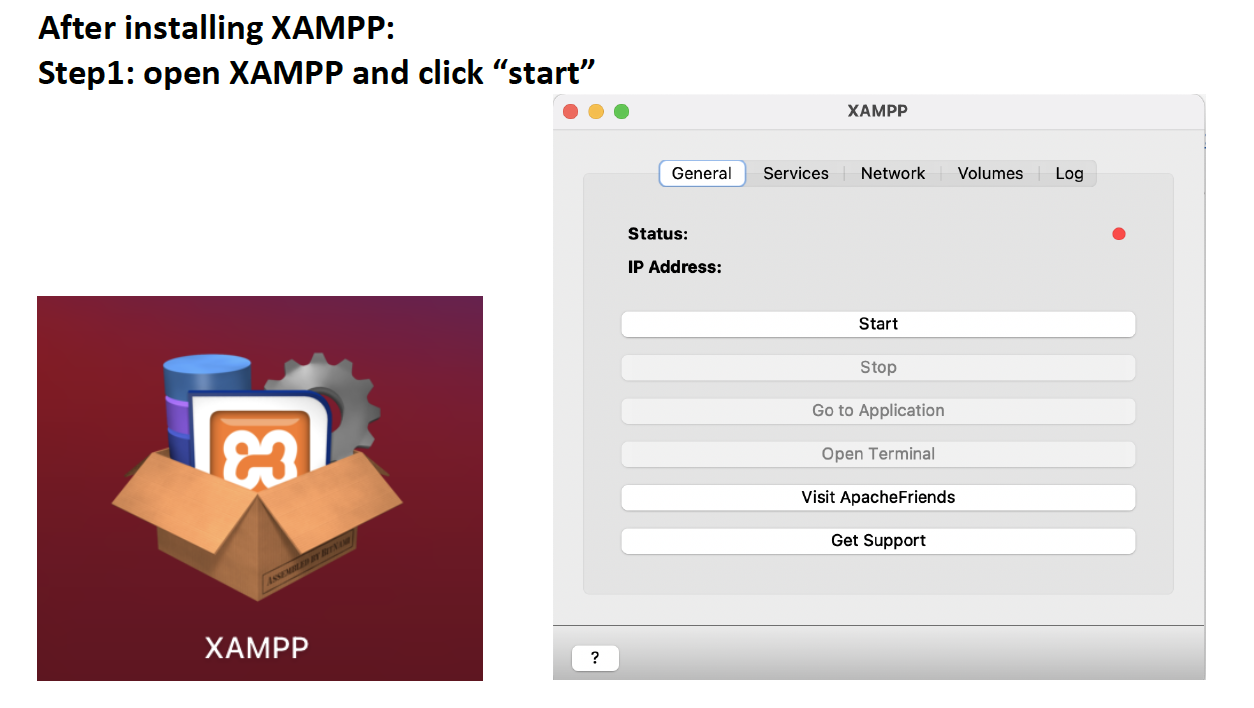 After installing XAMPP:
Step1: open XAMPP and click “start”
XAMPP
General Services Network Volumes Log
Status:
IP Address:
Start
Stop
Go to Application
Open Terminal
Visit ApacheFriends
Get Support
?
ASSEMBLED BY BITNAMI
XAMPP